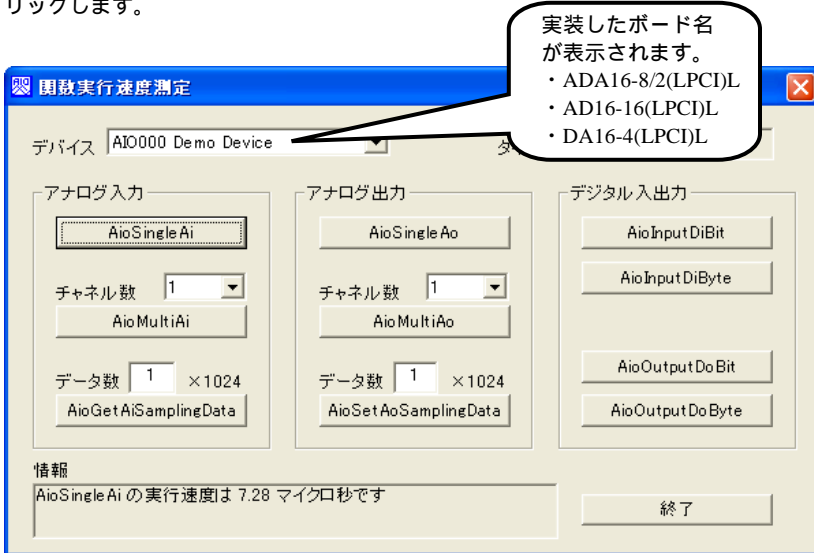 リックします。
実装したボード名
が表示されます。
・ADA16-8/2(LPCI)L
・AD16-16(LPCI)L
・DA16-4(LPCI)L
関数実行速度測定
デバイス AIO000 Demo Device
アナログ入力
AioSingleAi
チャネル数 1
AioMultiAi
データ数 1 ×1024
AioGetAiSamplingData
アナログ出力
AioSingleAo
チャネル数 1
AioMultiAo
データ数 1 ×1024
AioSetAoSamplingData
デジタル入出力
AioInputDiBit
AioInputDiByte
AioOutputDoBit
AioOutputDoByte
情報
AioSingleAi の実行速度は 7.28 マイクロ秒です
終了